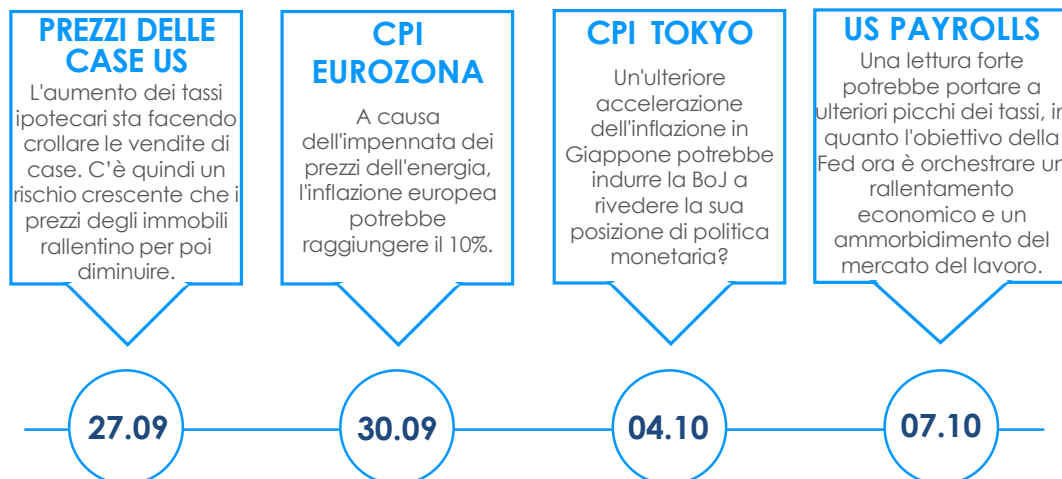 PREZZI DELLE
CASE US
L'aumento dei tassi
ipotecari sta facendo
crollare le vendite di
case. C'è quindi un
rischio crescente che i
prezzi degli immobili
rallentino per poi
diminuire.
27.09
CPI
EUROZONA
A causa
dell'impennata dei
prezzi dell'energia,
l'inflazione europea
potrebbe
raggiungere il 10%.
30.09
CPI TOKYO
Un'ulteriore
accelerazione
dell'inflazione in
Giappone potrebbe
indurre la BoJ a
rivedere la sua
posizione di politica
monetaria?
04.10
US PAYROLLS
Una lettura forte
potrebbe portare a
ulteriori picchi dei tassi, in
quanto l'obiettivo della
Fed ora è orchestrare un
rallentamento
economico e un
ammorbidimento del
mercato del lavoro.
07.10